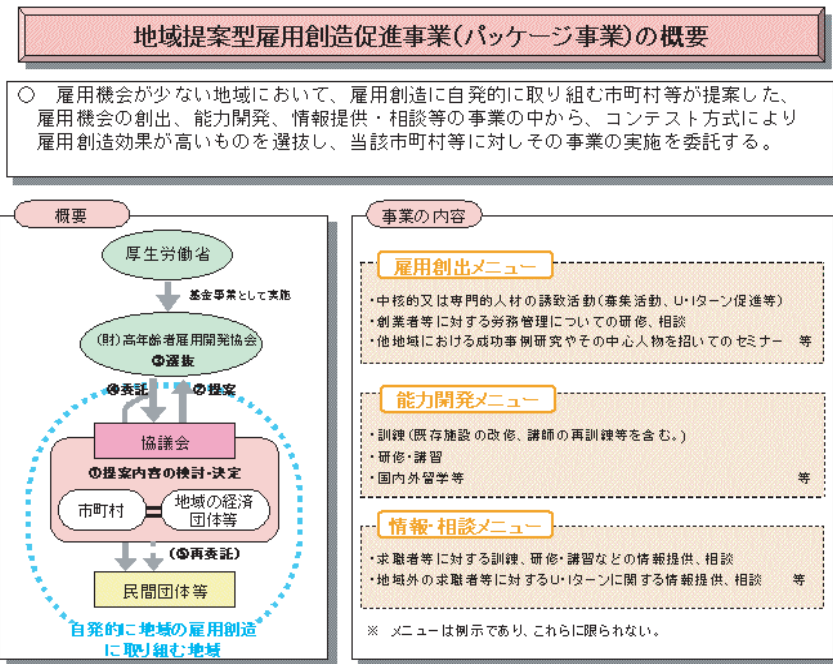 地域提案型雇用創造促進事業(パッケージ事業)の概要
○ 雇用機会が少ない地域において、雇用創造に自発的に取り組む市町村等が提案した、
雇用機会の創出、能力開発、情報提供・相談等の事業の中から、コンテスト方式により
雇用創造効果が高いものを選抜し、当該市町村等に対しその事業の実施を委託する。
概要
厚生労働省
基金事業として実施
(財)高年齢者雇用開発協会
③選抜
④委託
②提案
協議会
①提案内容の検討・決定
市町村
地域の経済
団体等
(⑤再委託)
民間団体等
自発的に地域の雇用創造
に取り組む地域
事業の内容
雇用創出メニュー
・中核的又は専門的人材の誘致活動(募集活動、U・Iターン促進等)
・創業者等に対する労務管理についての研修、相談
・他地域における成功事例研究やその中心人物を招いてのセミナー 等
能力開発メニュー
・訓練(既存施設の改修、講師の再訓練等を含む。)
・研修・講習
・国内外留学等 等
情報・相談メニュー
・求職者等に対する訓練、研修・講習などの情報提供、相談
・地域外の求職者等に対するU・Iターンに関する情報提供、相談 等
※ メニューは例示であり、これらに限られない。